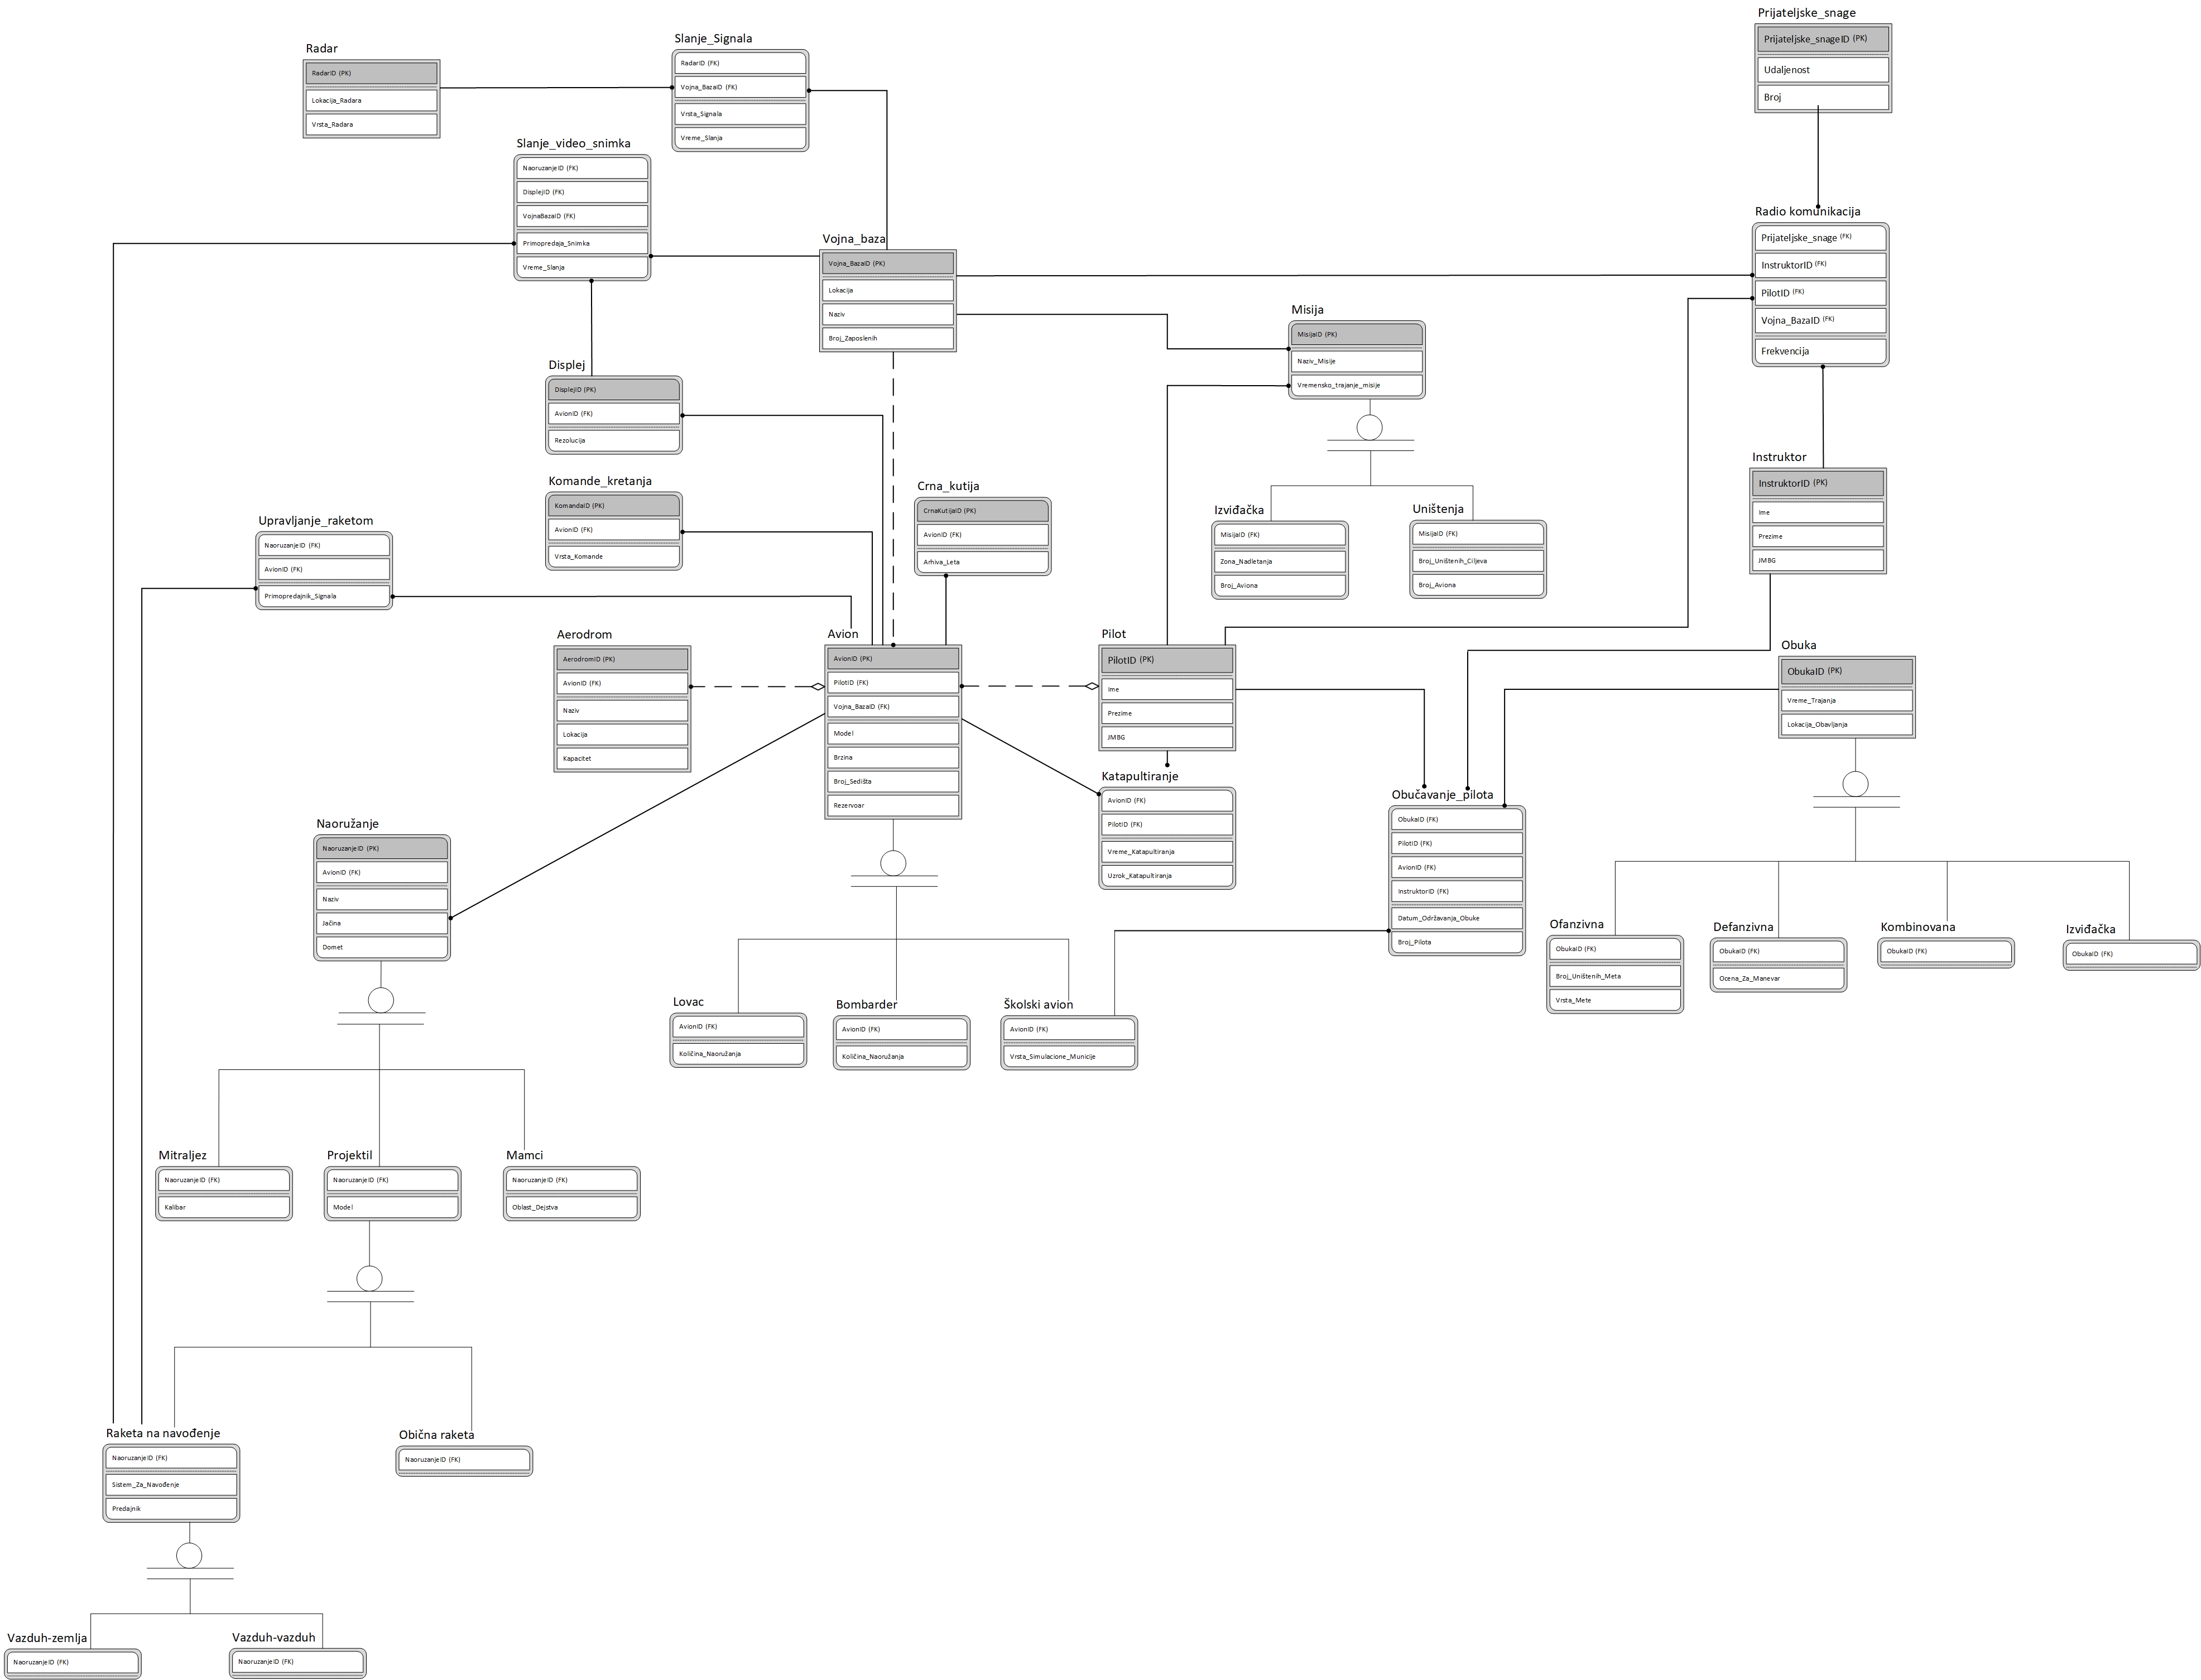 Prijateljske_snage
Prijateljske_snageID (PK)
Udaljenost
Broj
Radar
RadarID (PK)
Lokacija_Radara
Vrsta_Radara
Slanje_Signala
RadarID (FK)
Vojna_BazaID (FK)
Vrsta_Signala
Vreme_Slanja
Slanje_video_snimka
NaoruzanjeID (FK)
DisplejID (FK)
VojnaBazaID (FK)
Primopredaja_Snimka
Vreme_Slanja
Vojna_baza
Vojna_BazaID (PK)
Lokacija
Naziv
Broj_Zaposlenih
Radio komunikacija
Prijateljske_snage (FK)
InstruktorID (FK)
PilotID (FK)
Vojna_BazaID (FK)
Frekvencija
Misija
MisijaID (PK)
Naziv_Misije
Vremensko_trajanje_misije
Displej
DisplejID (PK)
AvionID (FK)
Rezolucija
Komande_kretanja
KomandaID (PK)
AvionID (FK)
Vrsta_Komande
Crna_kutija
CrnaKutijaID (PK)
AvionID (FK)
Arhiva_Leta
Izviđačka
MisijaID (FK)
Zona_Nadletanja
Broj_Aviona
Uništenja
MisijaID (FK)
Broj_Uništenih_Ciljeva
Broj_Aviona
Instruktor
InstruktorID (PK)
Ime
Prezime
JMBG
Upravljanje_raketom
NaoruzanjeID (FK)
AvionID (FK)
Primopredajnik_Signala
Aerodrom
AerodromID (PK)
AvionID (FK)
Naziv
Lokacija
Kapacitet
Avion
AvionID (PK)
PilotID (FK)
Vojna_BazaID (FK)
Model
Brzina
Broj_Sedišta
Rezervoar
Pilot
PilotID (PK)
Ime
Prezime
JMBG
Obuka
ObukaID (PK)
Vreme_Trajanja
Lokacija_Obavljanja
Katapultiranje
AvionID (FK)
PilotID (FK)
Vreme_Katapultiranja
Uzrok_Katapultiranja
Obučavanje_pilota
ObukaID (FK)
PilotID (FK)
AvionID (FK)
InstruktorID (FK)
Datum_Održavanja_Obuke
Broj_Pilota
Naoružanje
NaoruzanjeID (PK)
AvionID (FK)
Naziv
Jačina
Domet
Ofanzivna
ObukaID (FK)
Broj_Uništenih_Meta
Vrsta_Mete
Defanzivna
ObukaID (FK)
Ocena_Za_Manevar
Kombinovana
ObukaID (FK)
Izviđačka
ObukaID (FK)
Lovac
AvionID (FK)
Količina_Naoružanja
Bombarder
AvionID (FK)
Količina_Naoružanja
Školski avion
AvionID (FK)
Vrsta_Simulacione_Municije
Mitraljez
NaoruzanjeID (FK)
Kalibar
Projektil
NaoruzanjeID (FK)
Model
Mamci
NaoruzanjeID (FK)
Oblast_Dejstva
Raketa na navođenje
NaoruzanjeID (FK)
Sistem_Za_Navođenje
Predajnik
Obična raketa
NaoruzanjeID (FK)
Vazduh-zemlja
NaoruzanjeID (FK)
Vazduh-vazduh
NaoruzanjeID (FK)